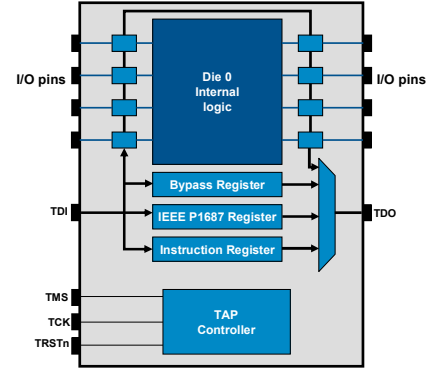 Die 0
Internal
logic
I/O pins
I/O pins
Bypass Register
TDI
IEEE P1687 Register
TDO
Instruction Register
TMS
TCK
TRSTn
TAP
Controller